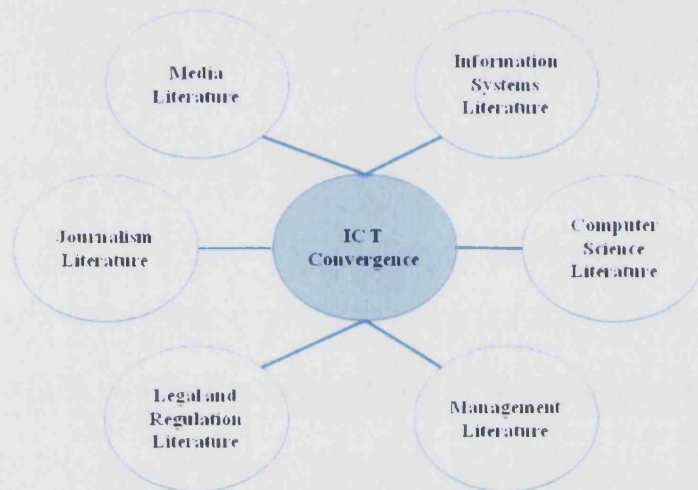 Media
Literature
Information
Systems
Literature
Journalism
Literature
ICT
Convergence
Computer
Science
Literature
Legal and
Regulation
Literature
Management
Literature